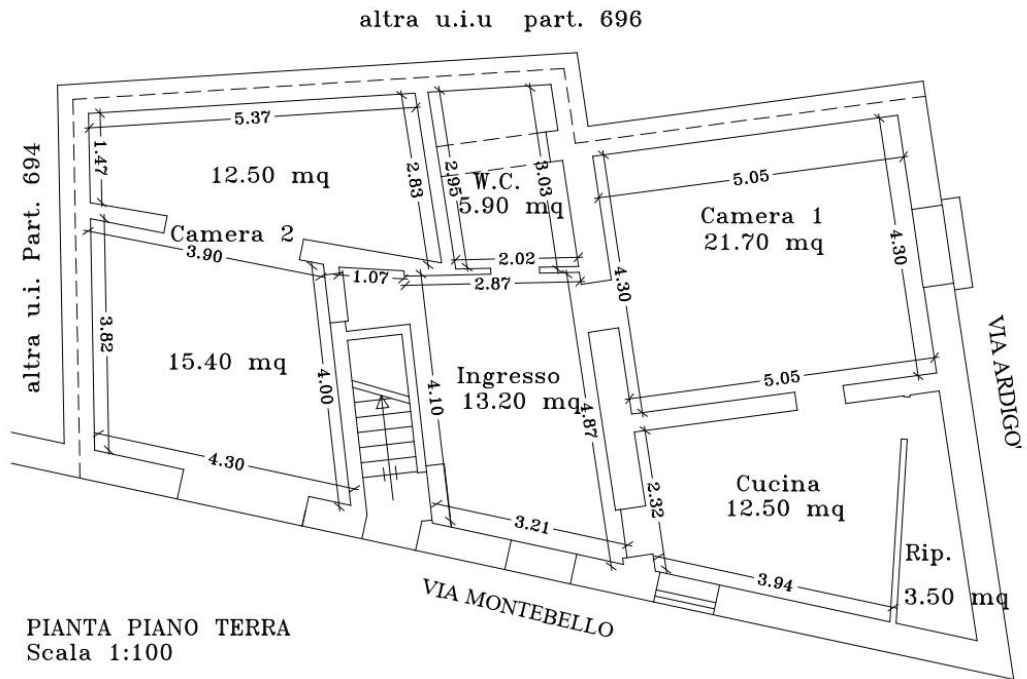 altra u.i.u part. 696
altra u.i. Part. 694
5.37
1.47
12.50 mq
2.83
2.95
3.03
W.C.
5.90 mq
5.05
Camera 1
21.70 mq
4.30
4.30
Camera 2
3.90
1.07
2.02
2.87
3.82
15.40 mq
4.00
4.10
Ingresso
13.20 mq
4.87
5.05
VIA ARDIGO'
4.30
3.21
2.32
Cucina
12.50 mq
3.94
Rip.
3.50 mq
VIA MONTEBELLO
PIANTA PIANO TERRA
Scala 1:100